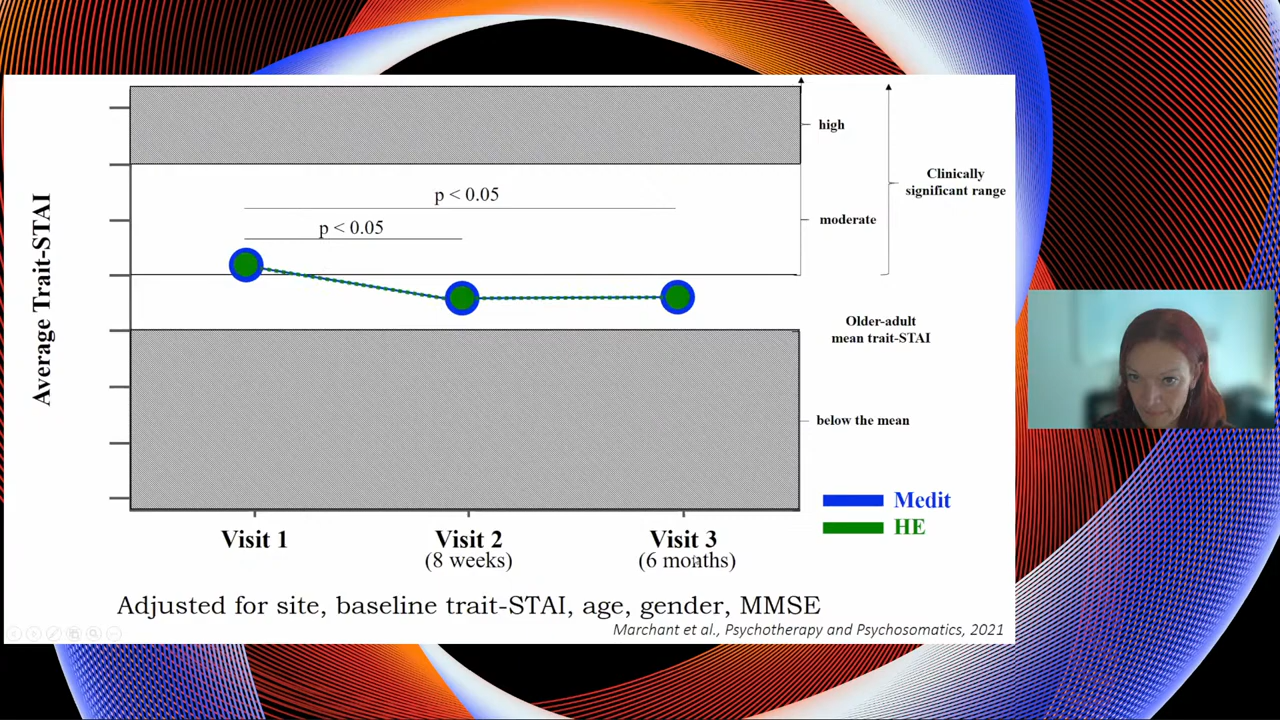 high
Clinically
significant range
p < 0.05
moderate
p < 0.05
Average Trait-STAI
Older-adult
mean trait-STAI
below the mean
Medit
HE
Visit 1
Visit 2
(8 weeks)
Visit 3
(6 months)
Adjusted for site, baseline trait-STAI, age, gender, MMSE
Marchant et al., Psychotherapy and Psychosomatics, 2021